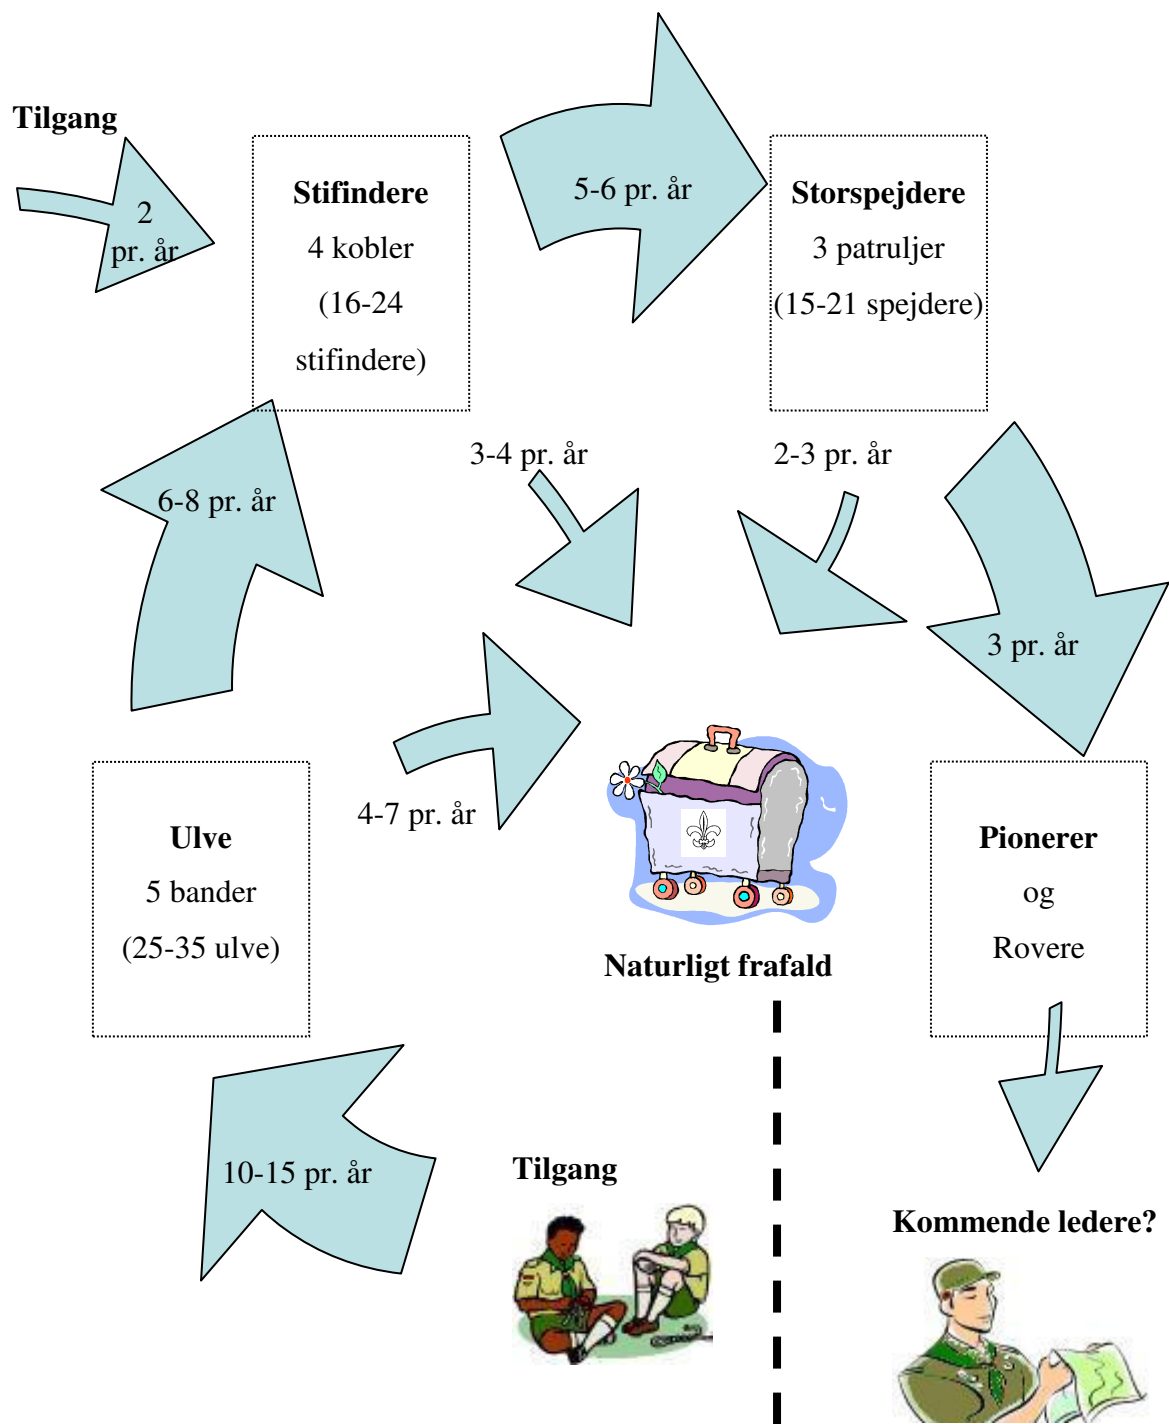 Tilgang
2
pr. år
Stifindere
4 kobler
(16-24
stifindere)
5-6 pr. år
Storspejdere
3 patruljer
(15-21 spejdere)
6-8 pr. år
3-4 pr. år
2-3 pr. år
3 pr. år
4-7 pr. år
Ulve
5 bander
(25-35 ulve)
Naturligt frafald
Pionerer
og
Rovere
10-15 pr. år
Tilgang
Kommende ledere?